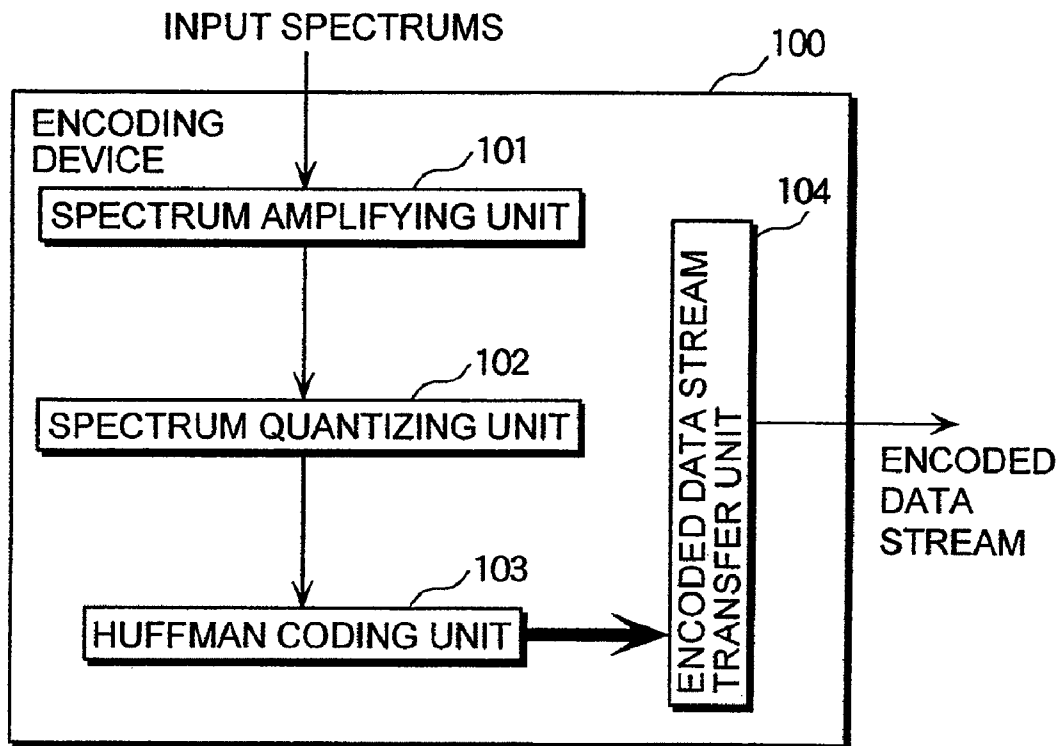 INPUT SPECTRUMS
100
ENCODING
DEVICE
101
SPECTRUM AMPLIFYING UNIT
104
102
SPECTRUM QUANTIZING UNIT
ENCODED DATA STREAM
TRANSFER UNIT
ENCODED
DATA
STREAM
103
HUFFMAN CODING UNIT